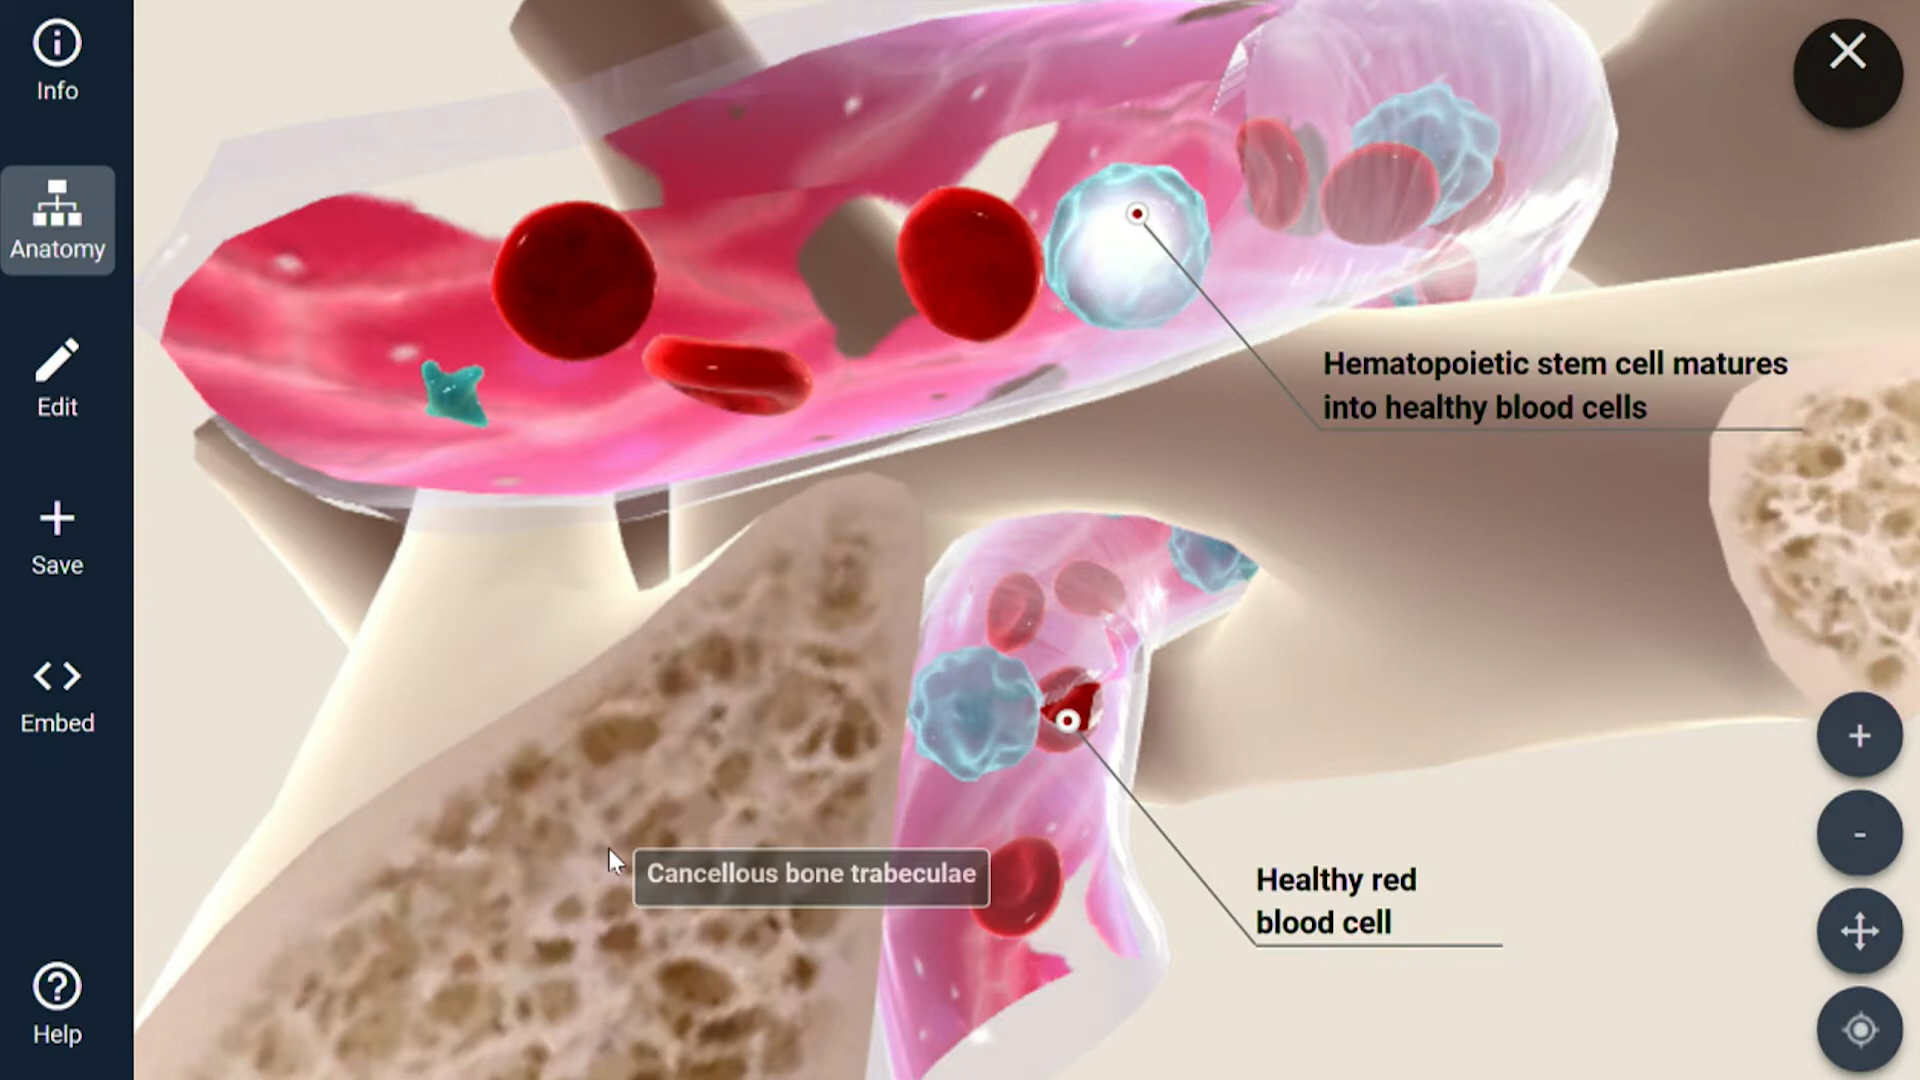 Info
Anatomy
Edit
Save
Embed
Help
Hematopoietic stem cell matures
into healthy blood cells
Cancellous bone trabeculae
Healthy red
blood cell
+
-